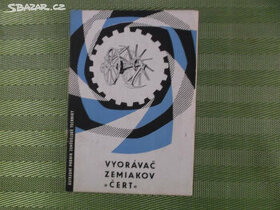 SBAZAR.CZ
VYORÁVAČ
ZEMIAKOV
»ČERT«